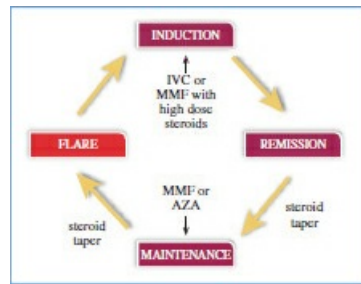 INDUCTION
IVC or
MMF with
high dose
steroids
FLARE
REMISSION
MMF or
AZA
steroid
taper
steroid
taper
MAINTENANCE